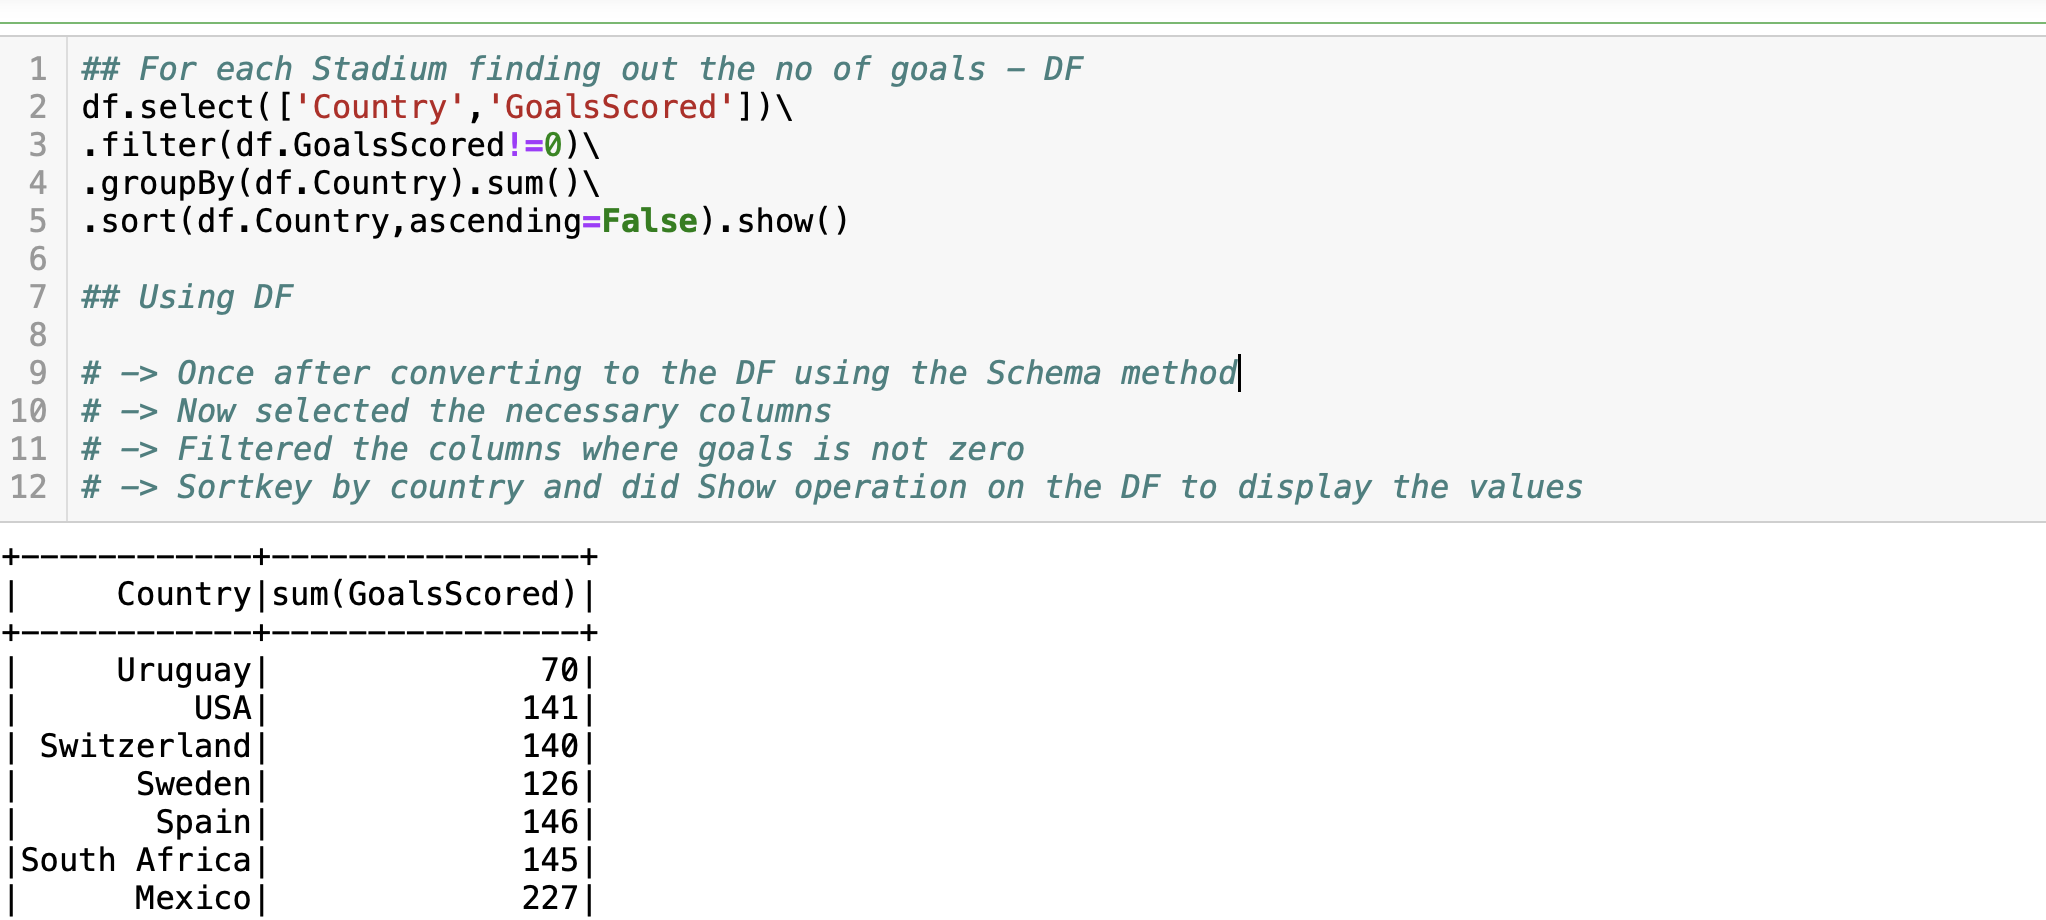 1 ## For each Stadium finding out the no of goals – DF
2 df.select(['Country','GoalsScored'])\
3 .filter(df.GoalsScored!=0)\
4 .groupBy(df.Country).sum()\
5 .sort(df.Country,ascending=False).show()
6
7 ## Using DF
8
9 # —> Once after converting to the DF using the Schema method
10 # —> Now selected the necessary columns
11 # —> Filtered the columns where goals is not zero
12 # —> Sortkey by country and did Show operation on the DF to display the values
+------------+----------------+
|     Country|sum(GoalsScored)|
+------------+----------------+
|     Uruguay|              70|
|         USA|             141|
| Switzerland|             140|
|      Sweden|             126|
|       Spain|             146|
|South Africa|             145|
|      Mexico|             227|